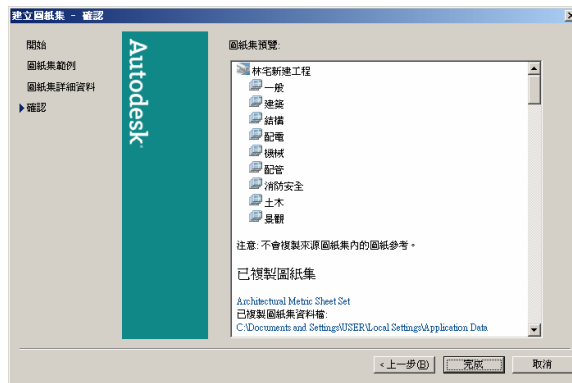 建立圖紙集 - 確認
開始
圖紙集範例
圖紙集詳細資料
確認
Autodesk
圖紙集預覽:
林宅新建工程
一般
建築
結構
配電
機械
配管
消防安全
土木
景觀
注意: 不會複製來源圖紙集內的圖紙參考。
已複製圖紙集
Architectural Metric Sheet Set
已複製圖紙集資料檔:
C:\Documents and Settings\USER\Local Settings\Application Data
<上一步(B)
完成
取消